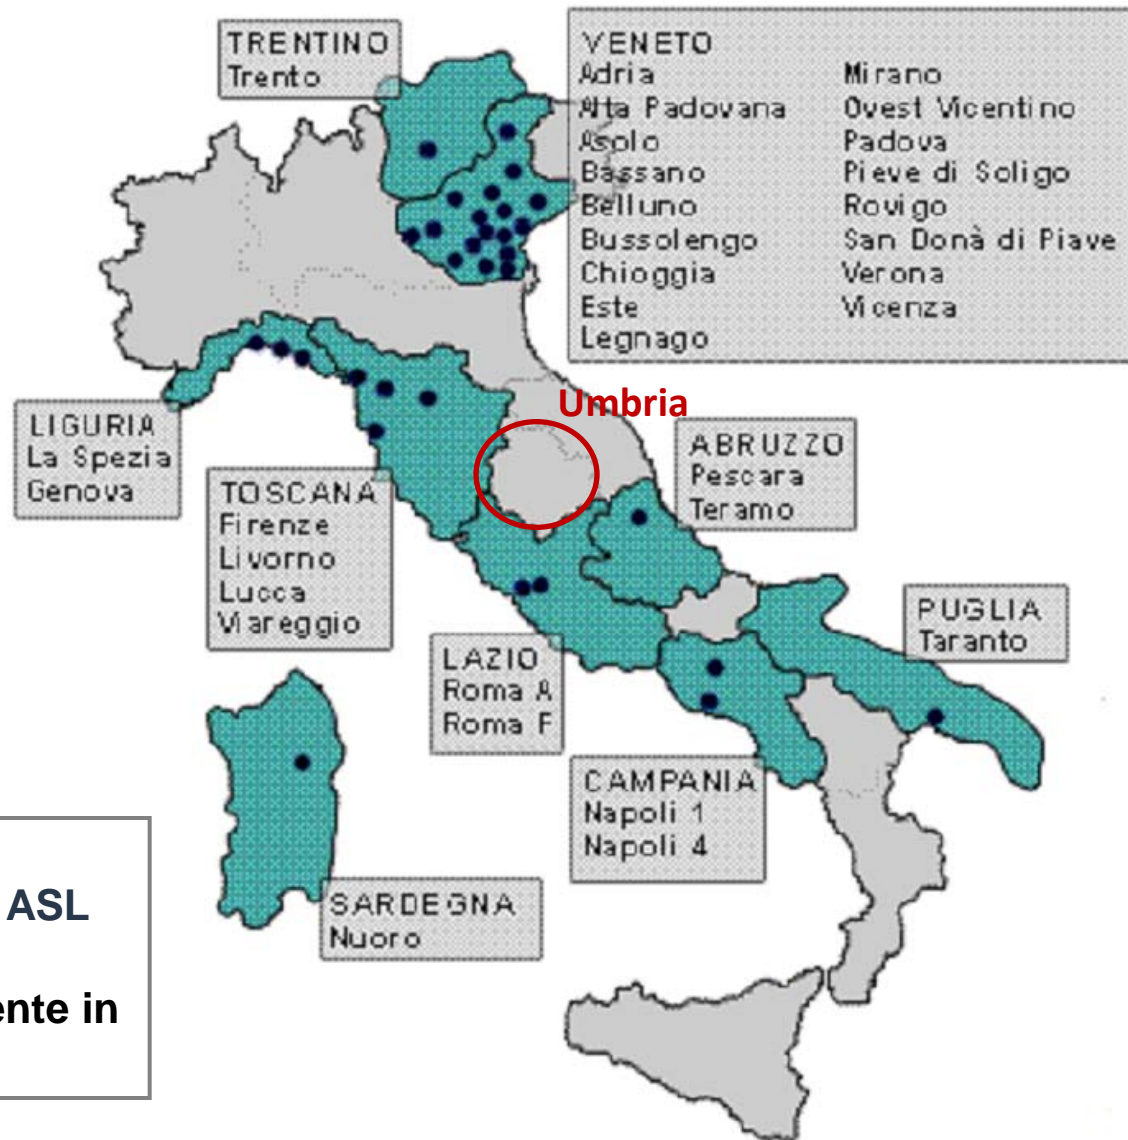 TRENTINO
Trento
VENETO
Adria
Alta Padovana
Asolo
Bassano
Belluno
Bussolengo
Chioggia
Este
Legnago
Mirano
Ovest Vicentino
Padova
Pieve di Soligo
Rovigo
San Donà di Piave
Verona
Vicenza
Umbria
LIGURIA
La Spezia
Genova
TOSCANA
Firenze
Livorno
Lucca
Viareggio
ABRUZZO
Pescara
Teramo
LAZIO
Roma A
Roma F
PUGLIA
Taranto
CAMPANIA
Napoli 1
Napoli 4
SARDEGNA
Nuoro
ASL
ente in